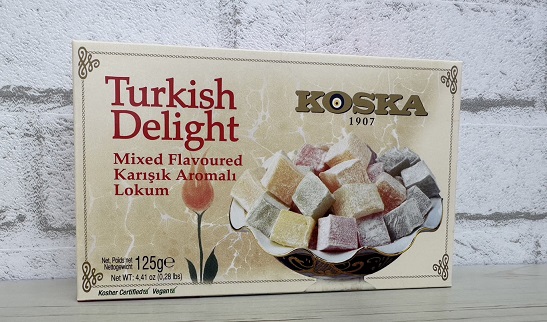 Turkish
Delight
Mixed Flavoured
Karışık Aromalı
Lokum
KOSKA
1907
Net. Poids net
Nettogewicht
125g℮
Net WT: 4,41 oz (0,28 lbs)
Kosher Certified Vegan